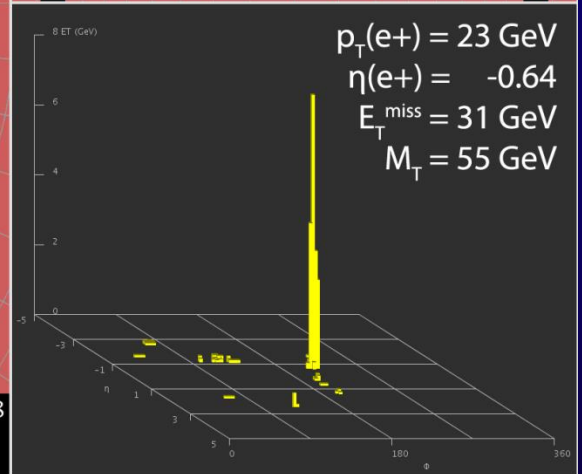 8 ET (GeV)
6
4
2
0
-5
-3
-1
η
1
3
5
0
180
Φ
360
p_T(e+) = 23 GeV
η(e+) = -0.64
E_T^miss = 31 GeV
M_T = 55 GeV
8